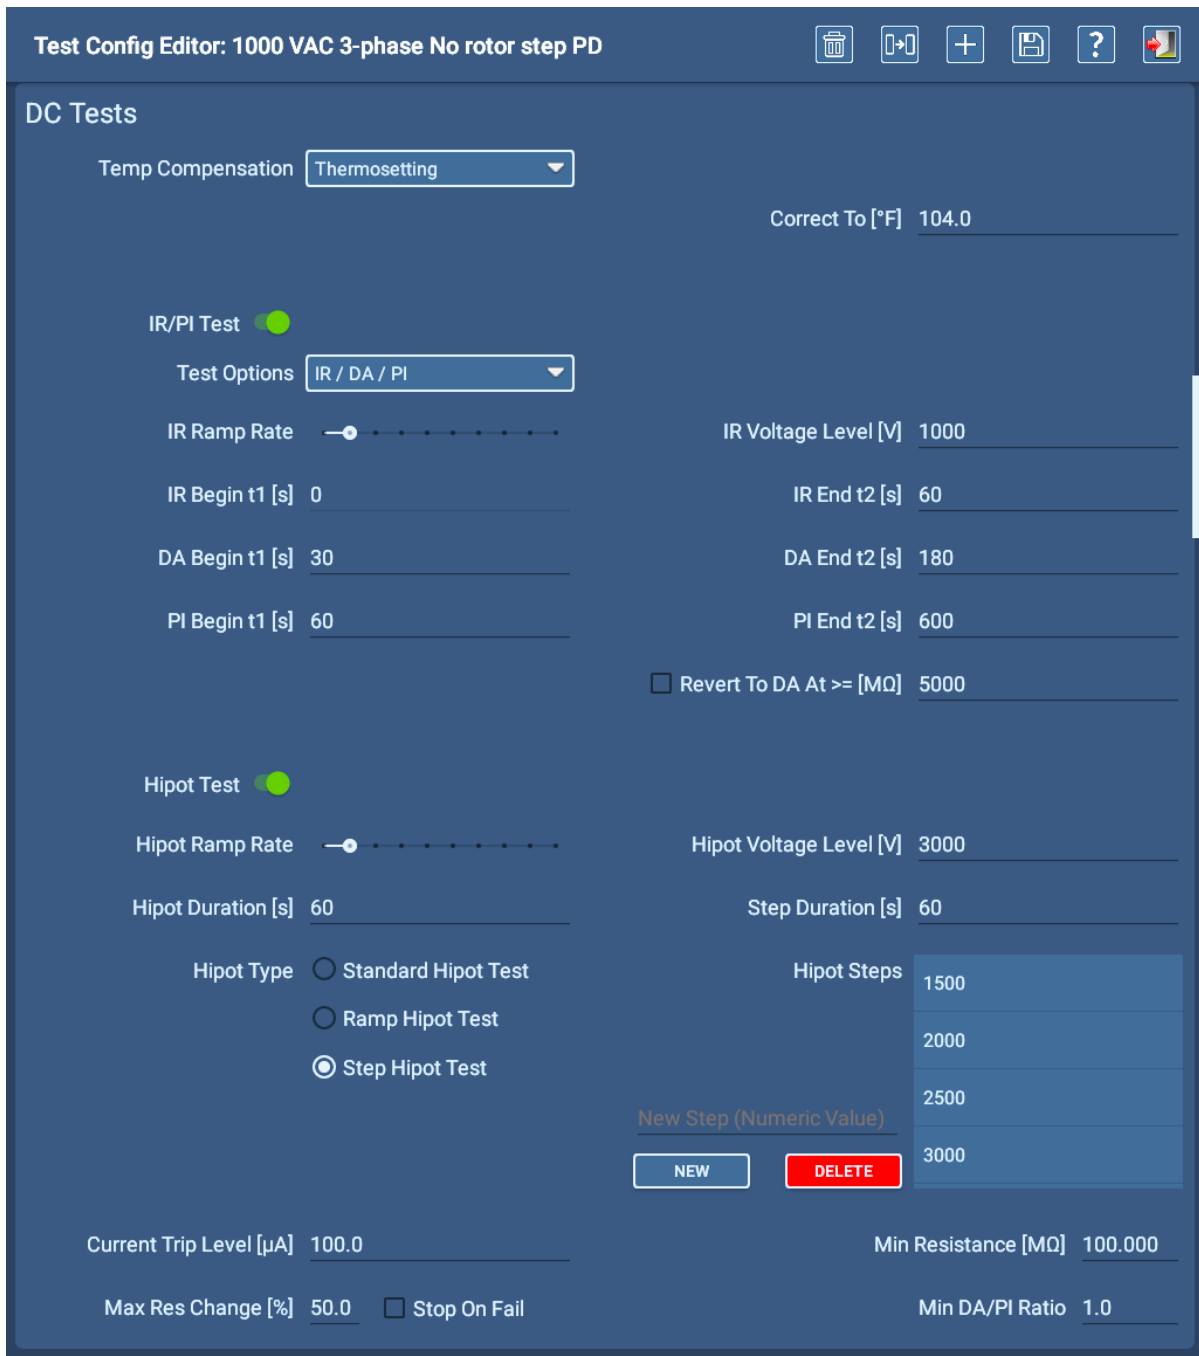 Test Config Editor: 1000 VAC 3-phase No rotor step PD
?
DC Tests
Temp Compensation Thermosetting
Correct To [°F] 104.0
IR/PI Test
Test Options IR / DA / PI
IR Ramp Rate IR Voltage Level [V] 1000
IR Begin t1 [s] 0 IR End t2 [s] 60
DA Begin t1 [s] 30 DA End t2 [s] 180
PI Begin t1 [s] 60 PI End t2 [s] 600
Revert To DA At >= [MΩ] 5000
Hipot Test
Hipot Ramp Rate Hipot Voltage Level [V] 3000
Hipot Duration [s] 60 Step Duration [s] 60
Hipot Type Standard Hipot Test Hipot Steps 1500
Ramp Hipot Test 2000
Step Hipot Test 2500
New Step (Numeric Value)
3000
NEW DELETE
Current Trip Level [µA] 100.0 Min Resistance [MΩ] 100.000
Max Res Change [%] 50.0 Stop On Fail Min DA/PI Ratio 1.0